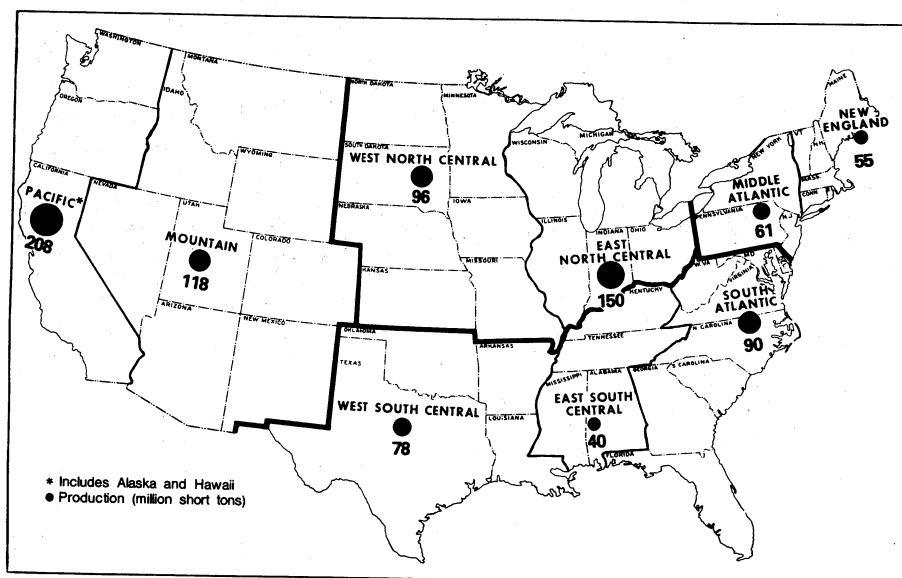 WASHINGTON
MONTANA
NORTH DAKOTA
MINNESOTA
MAINE
OREGON
IDAHO
WISCONSIN
MICHIGAN
NEW YORK
VT
N.H.
NEW
ENGLAND
55
SOUTH DAKOTA
WYOMING
WEST NORTH CENTRAL
96
MASS.
CONN.
R.I.
CALIFORNIA
NEVADA
PACIFIC*
208
UTAH
NEBRASKA
IOWA
MIDDLE
ATLANTIC
61
PENNSYLVANIA
N.J.
ILLINOIS
INDIANA
OHIO
MOUNTAIN
118
COLORADO
KANSAS
MISSOURI
EAST
NORTH CENTRAL
150
W.VA
MD
VIRGINIA
KENTUCKY
SOUTH
ATLANTIC
90
ARIZONA
NEW MEXICO
OKLAHOMA
TEXAS
ARKANSAS
TENNESSEE
N CAROLINA
S CAROLINA
MISSISSIPPI
ALABAMA
GEORGIA
WEST SOUTH CENTRAL
78
LOUISIANA
EAST SOUTH
CENTRAL
40
FLORIDA
* Includes Alaska and Hawaii
● Production (million short tons)